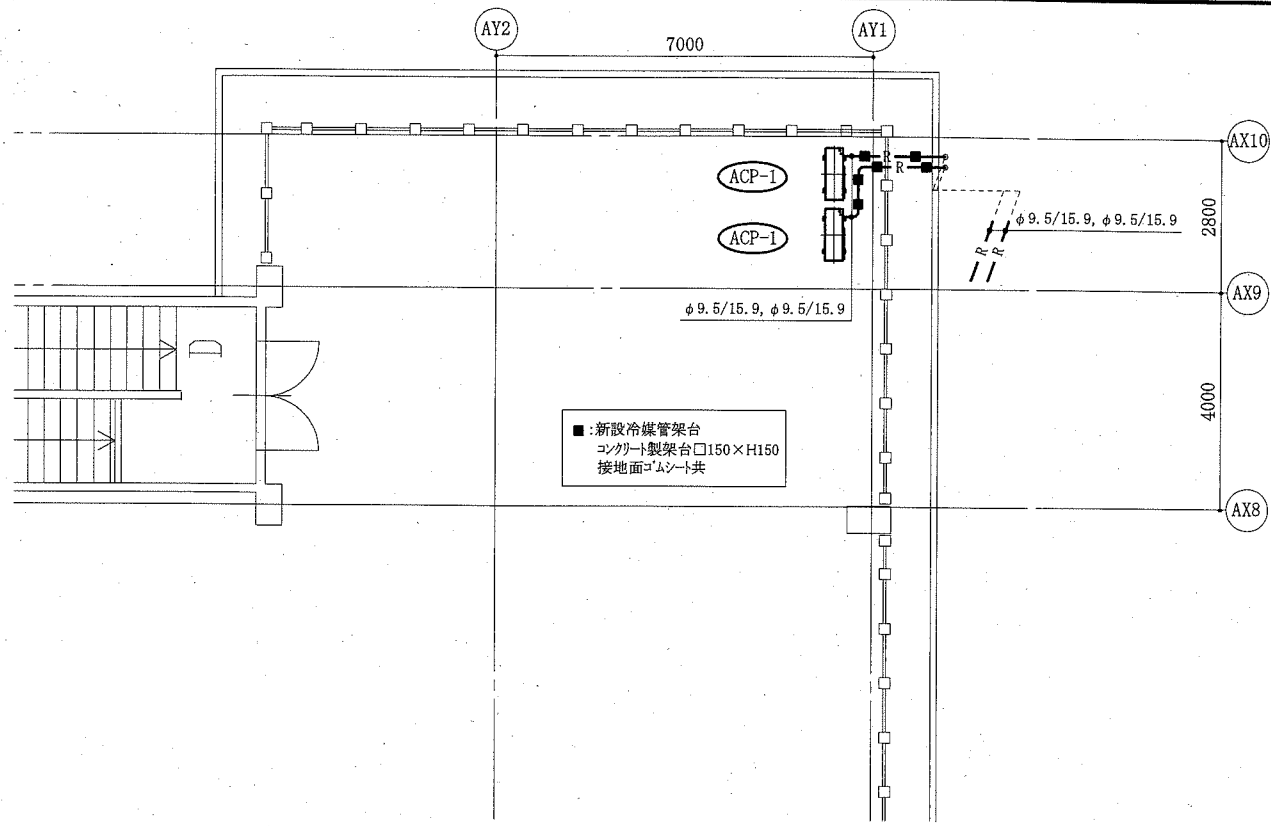 AY2
AY1
7000
AX10
ACP-1
R
R
ACP-1
φ9.5/15.9, φ9.5/15.9
R
R
2800
AX9
φ9.5/15.9, φ9.5/15.9
4000
■:新設冷媒管架台
コンクリート製架台□150×H150
接地面ゴムシート共
AX8